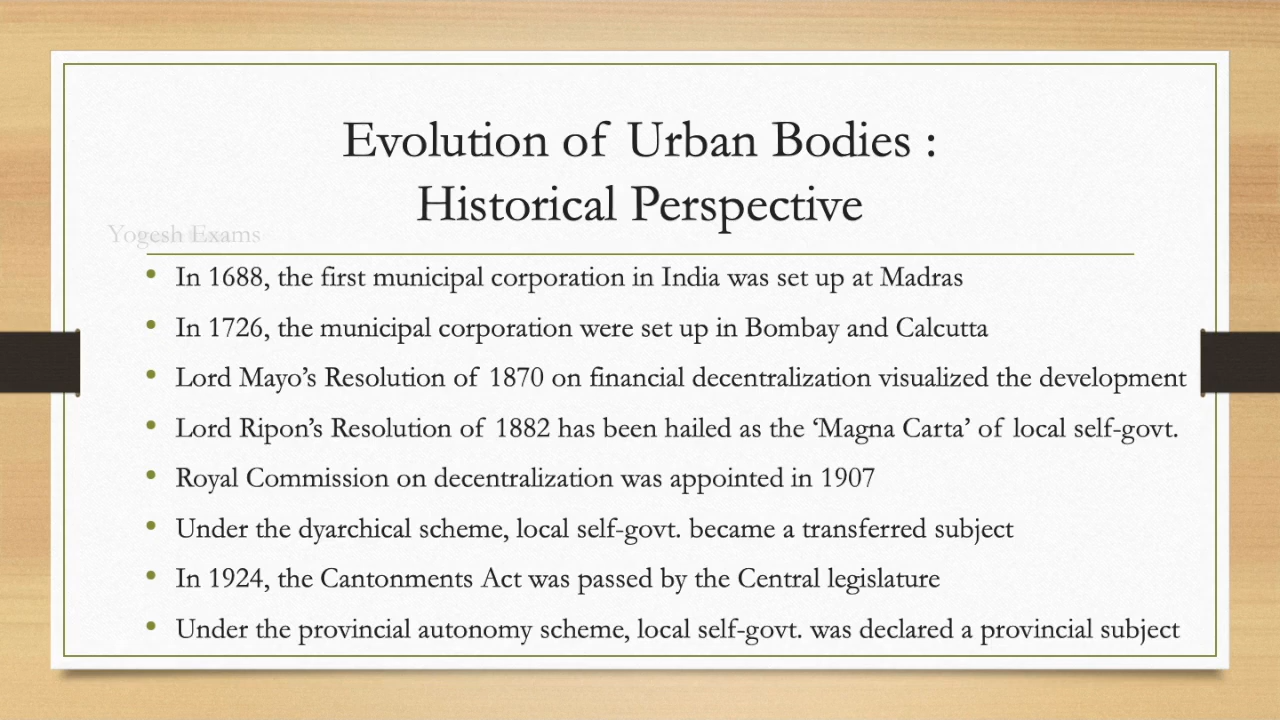 Evolution of Urban Bodies :
Historical Perspective
Yogesh Exams
• In 1688, the first municipal corporation in India was set up at Madras
• In 1726, the municipal corporation were set up in Bombay and Calcutta
• Lord Mayo’s Resolution of 1870 on financial decentralization visualized the development
• Lord Ripon’s Resolution of 1882 has been hailed as the ‘Magna Carta’ of local self-govt.
• Royal Commission on decentralization was appointed in 1907
• Under the dyarchical scheme, local self-govt. became a transferred subject
• In 1924, the Cantonments Act was passed by the Central legislature
• Under the provincial autonomy scheme, local self-govt. was declared a provincial subject